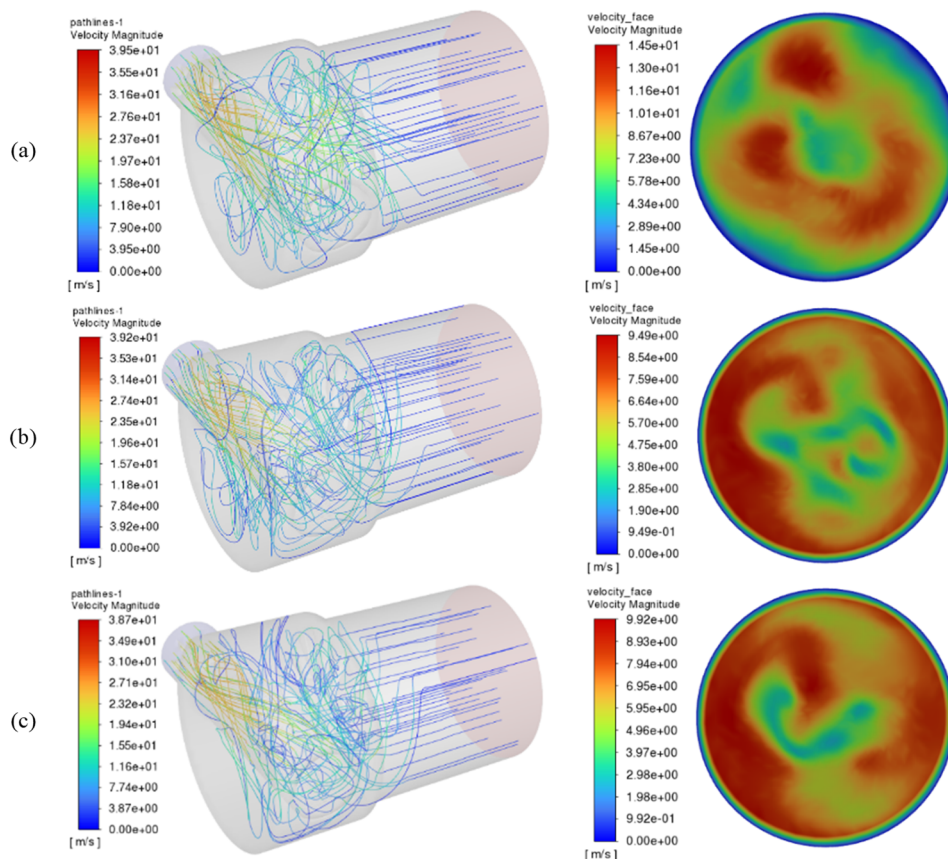 pathlines-1
Velocity Magnitude
3.95e+01
3.55e+01
3.16e+01
2.76e+01
2.37e+01
1.97e+01
1.58e+01
1.18e+01
7.90e+00
3.95e+00
0.00e+00
[ m/s ]
(a)
velocity_face
Velocity Magnitude
1.45e+01
1.30e+01
1.16e+01
1.01e+01
8.67e+00
7.23e+00
5.78e+00
4.34e+00
2.89e+00
1.45e+00
0.00e+00
[ m/s ]
pathlines-1
Velocity Magnitude
3.92e+01
3.53e+01
3.14e+01
2.74e+01
2.35e+01
1.96e+01
1.57e+01
1.18e+01
7.84e+00
3.92e+00
0.00e+00
[ m/s ]
(b)
velocity_face
Velocity Magnitude
9.49e+00
8.54e+00
7.59e+00
6.64e+00
5.70e+00
4.75e+00
3.80e+00
2.85e+00
1.90e+00
9.49e-01
0.00e+00
[ m/s ]
pathlines-1
Velocity Magnitude
3.87e+01
3.49e+01
3.10e+01
2.71e+01
2.32e+01
1.94e+01
1.55e+01
1.16e+01
7.74e+00
3.87e+00
0.00e+00
[ m/s ]
(c)
velocity_face
Velocity Magnitude
9.92e+00
8.93e+00
7.94e+00
6.94e+00
5.95e+00
4.96e+00
3.97e+00
2.98e+00
1.98e+00
9.92e-01
0.00e+00
[ m/s ]